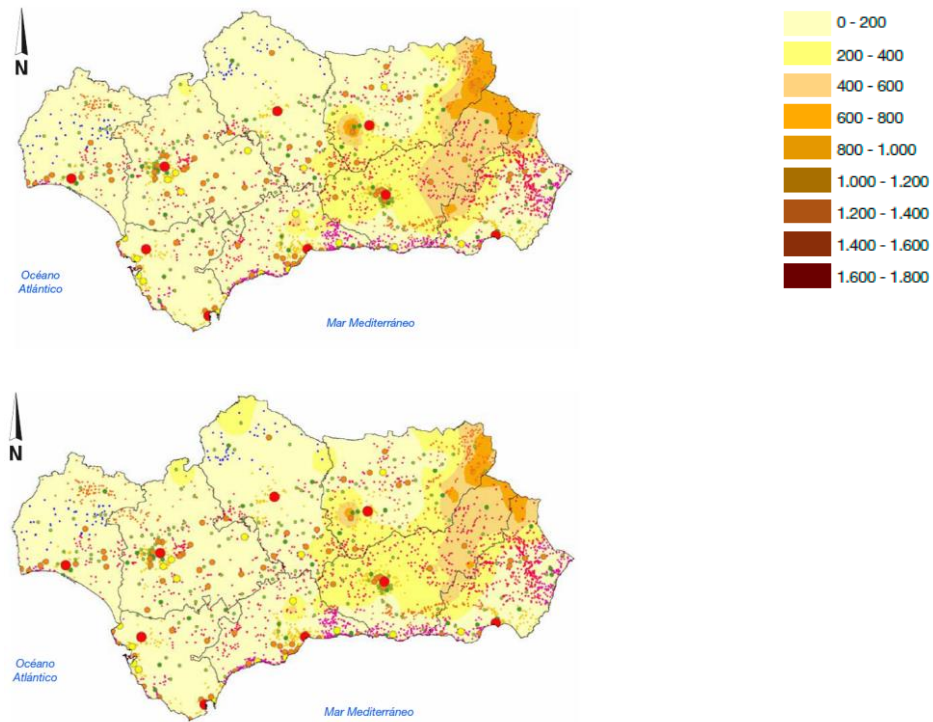 N
0 - 200
200 - 400
400 - 600
600 - 800
800 - 1.000
1.000 - 1.200
1.200 - 1.400
1.400 - 1.600
1.600 - 1.800
Océano
Atlántico
Mar Mediterráneo
N
Océano
Atlántico
Mar Mediterráneo